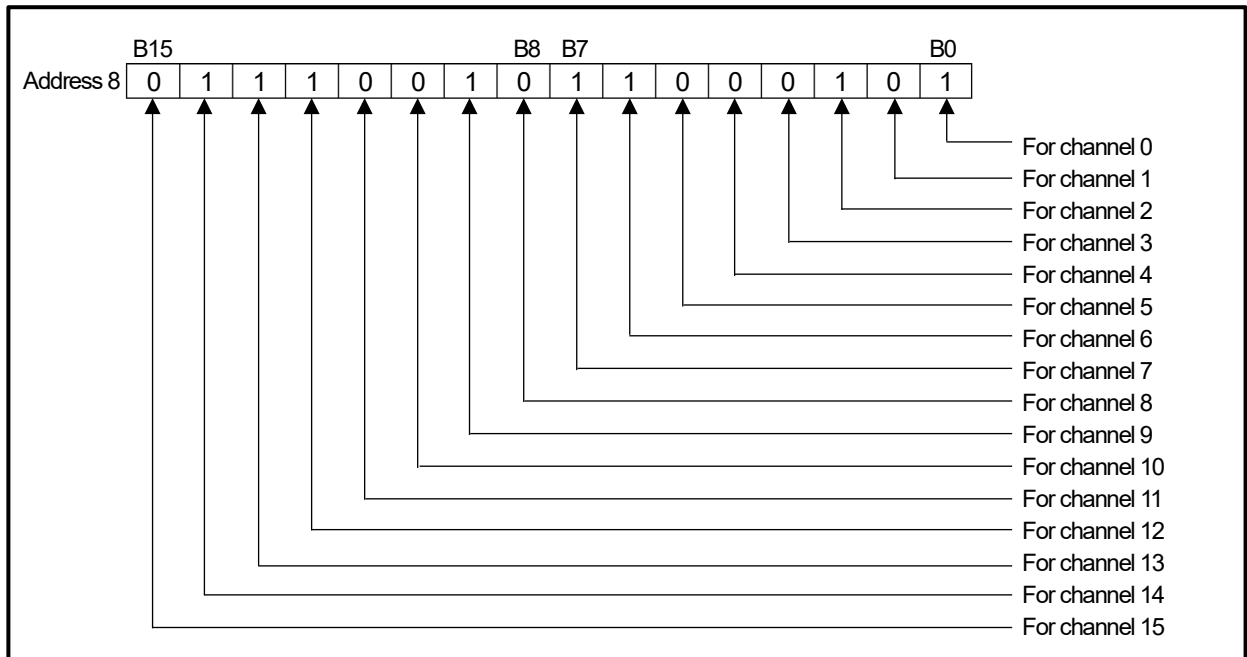 B15 B8 B7 B0
Address 8 0 1 1 1 0 0 1 0 1 1 0 0 0 1 0 1
For channel 0
For channel 1
For channel 2
For channel 3
For channel 4
For channel 5
For channel 6
For channel 7
For channel 8
For channel 9
For channel 10
For channel 11
For channel 12
For channel 13
For channel 14
For channel 15